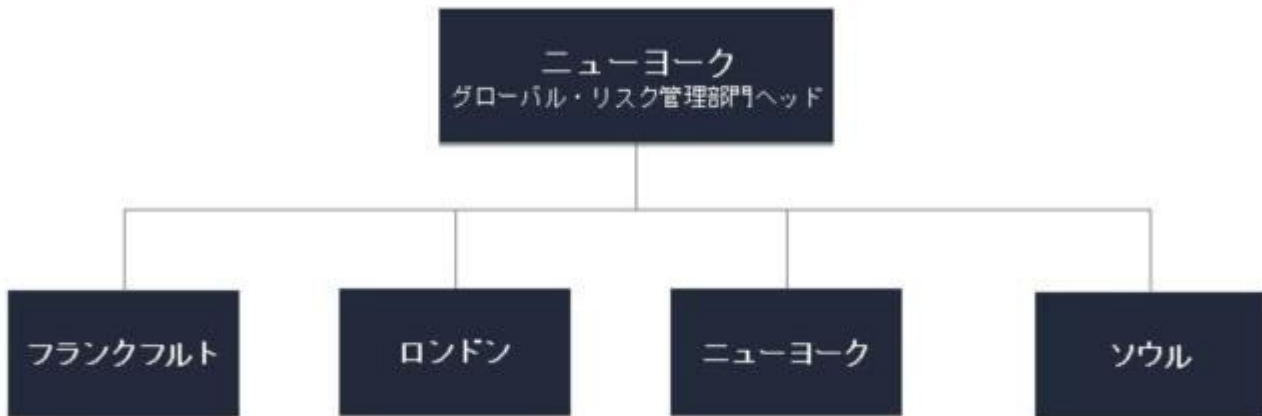 ニューヨーク
グローバル・リスク管理部門ヘッド
フランクフルト
ロンドン
ニューヨーク
ソウル